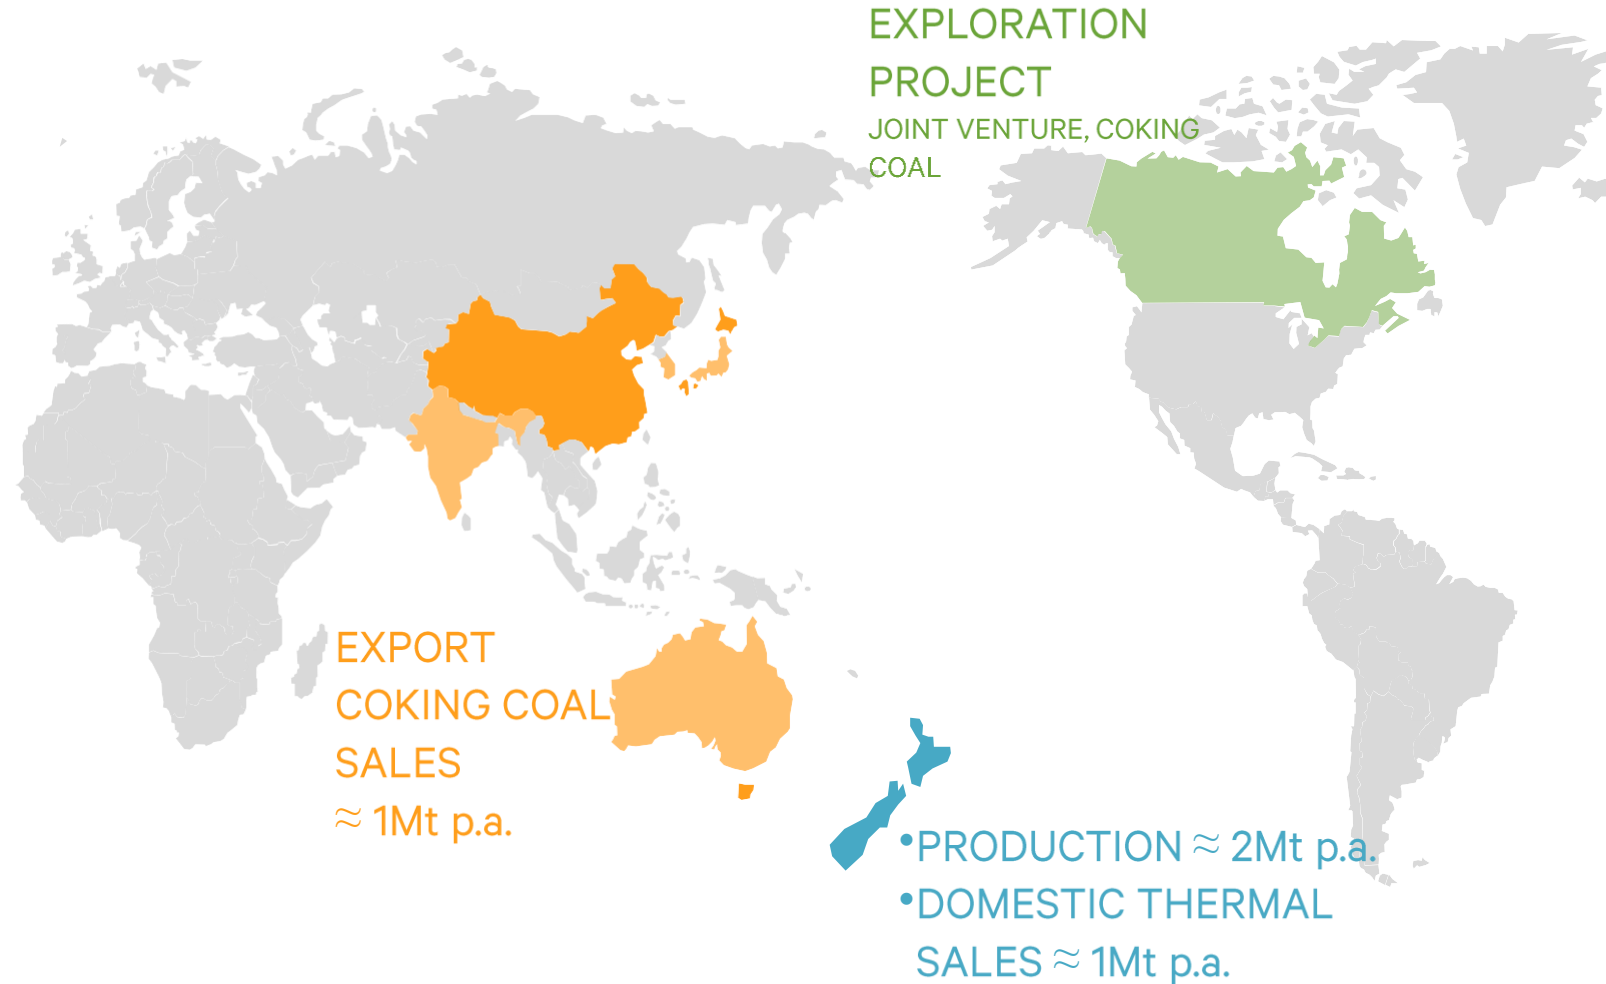 EXPLORATION
PROJECT
JOINT VENTURE, COKING
COAL
EXPORT
COKING COAL
SALES
≈ 1Mt p.a.
•PRODUCTION ≈ 2Mt p.a.
•DOMESTIC THERMAL
SALES ≈ 1Mt p.a.